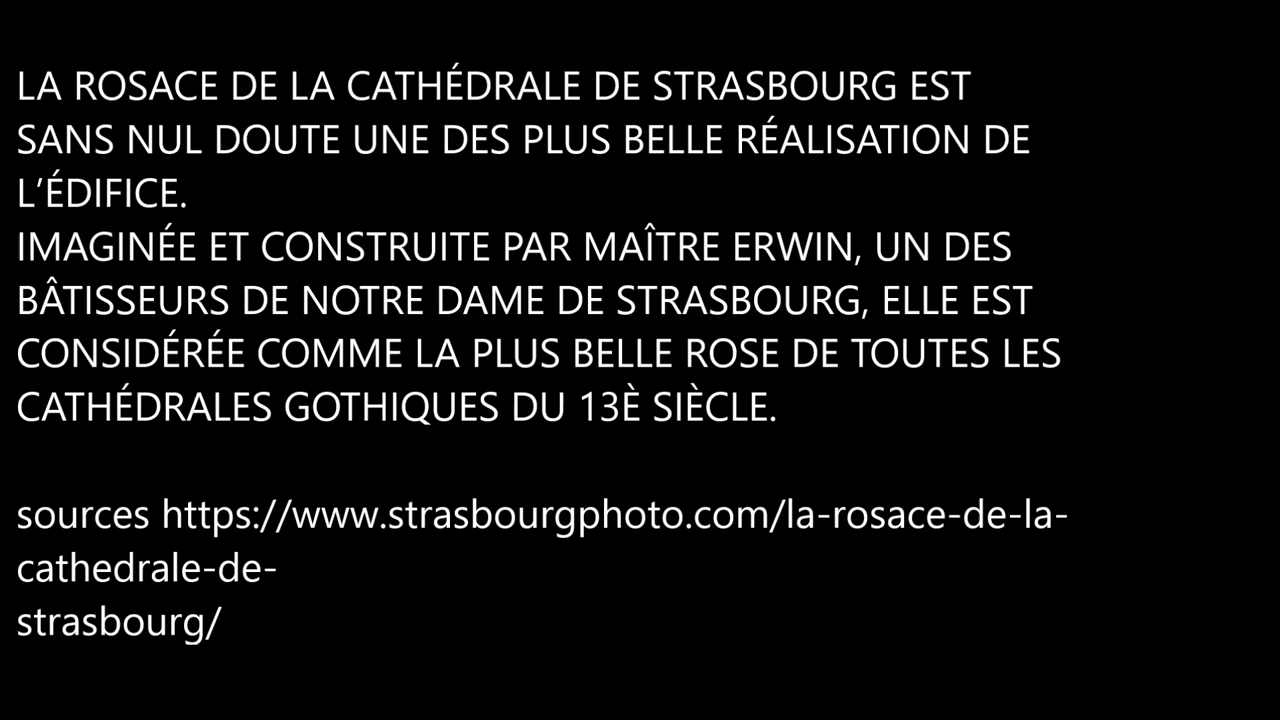 LA ROSACE DE LA CATHÉDRALE DE STRASBOURG EST
SANS NUL DOUTE UNE DES PLUS BELLE RÉALISATION DE
L’ÉDIFICE.
IMAGINÉE ET CONSTRUITE PAR MAÎTRE ERWIN, UN DES
BÂTISSEURS DE NOTRE DAME DE STRASBOURG, ELLE EST
CONSIDÉRÉE COMME LA PLUS BELLE ROSE DE TOUTES LES
CATHÉDRALES GOTHIQUES DU 13È SIÈCLE.
sources https://www.strasbourgphoto.com/la-rosace-de-la-
cathedrale-de-
strasbourg/